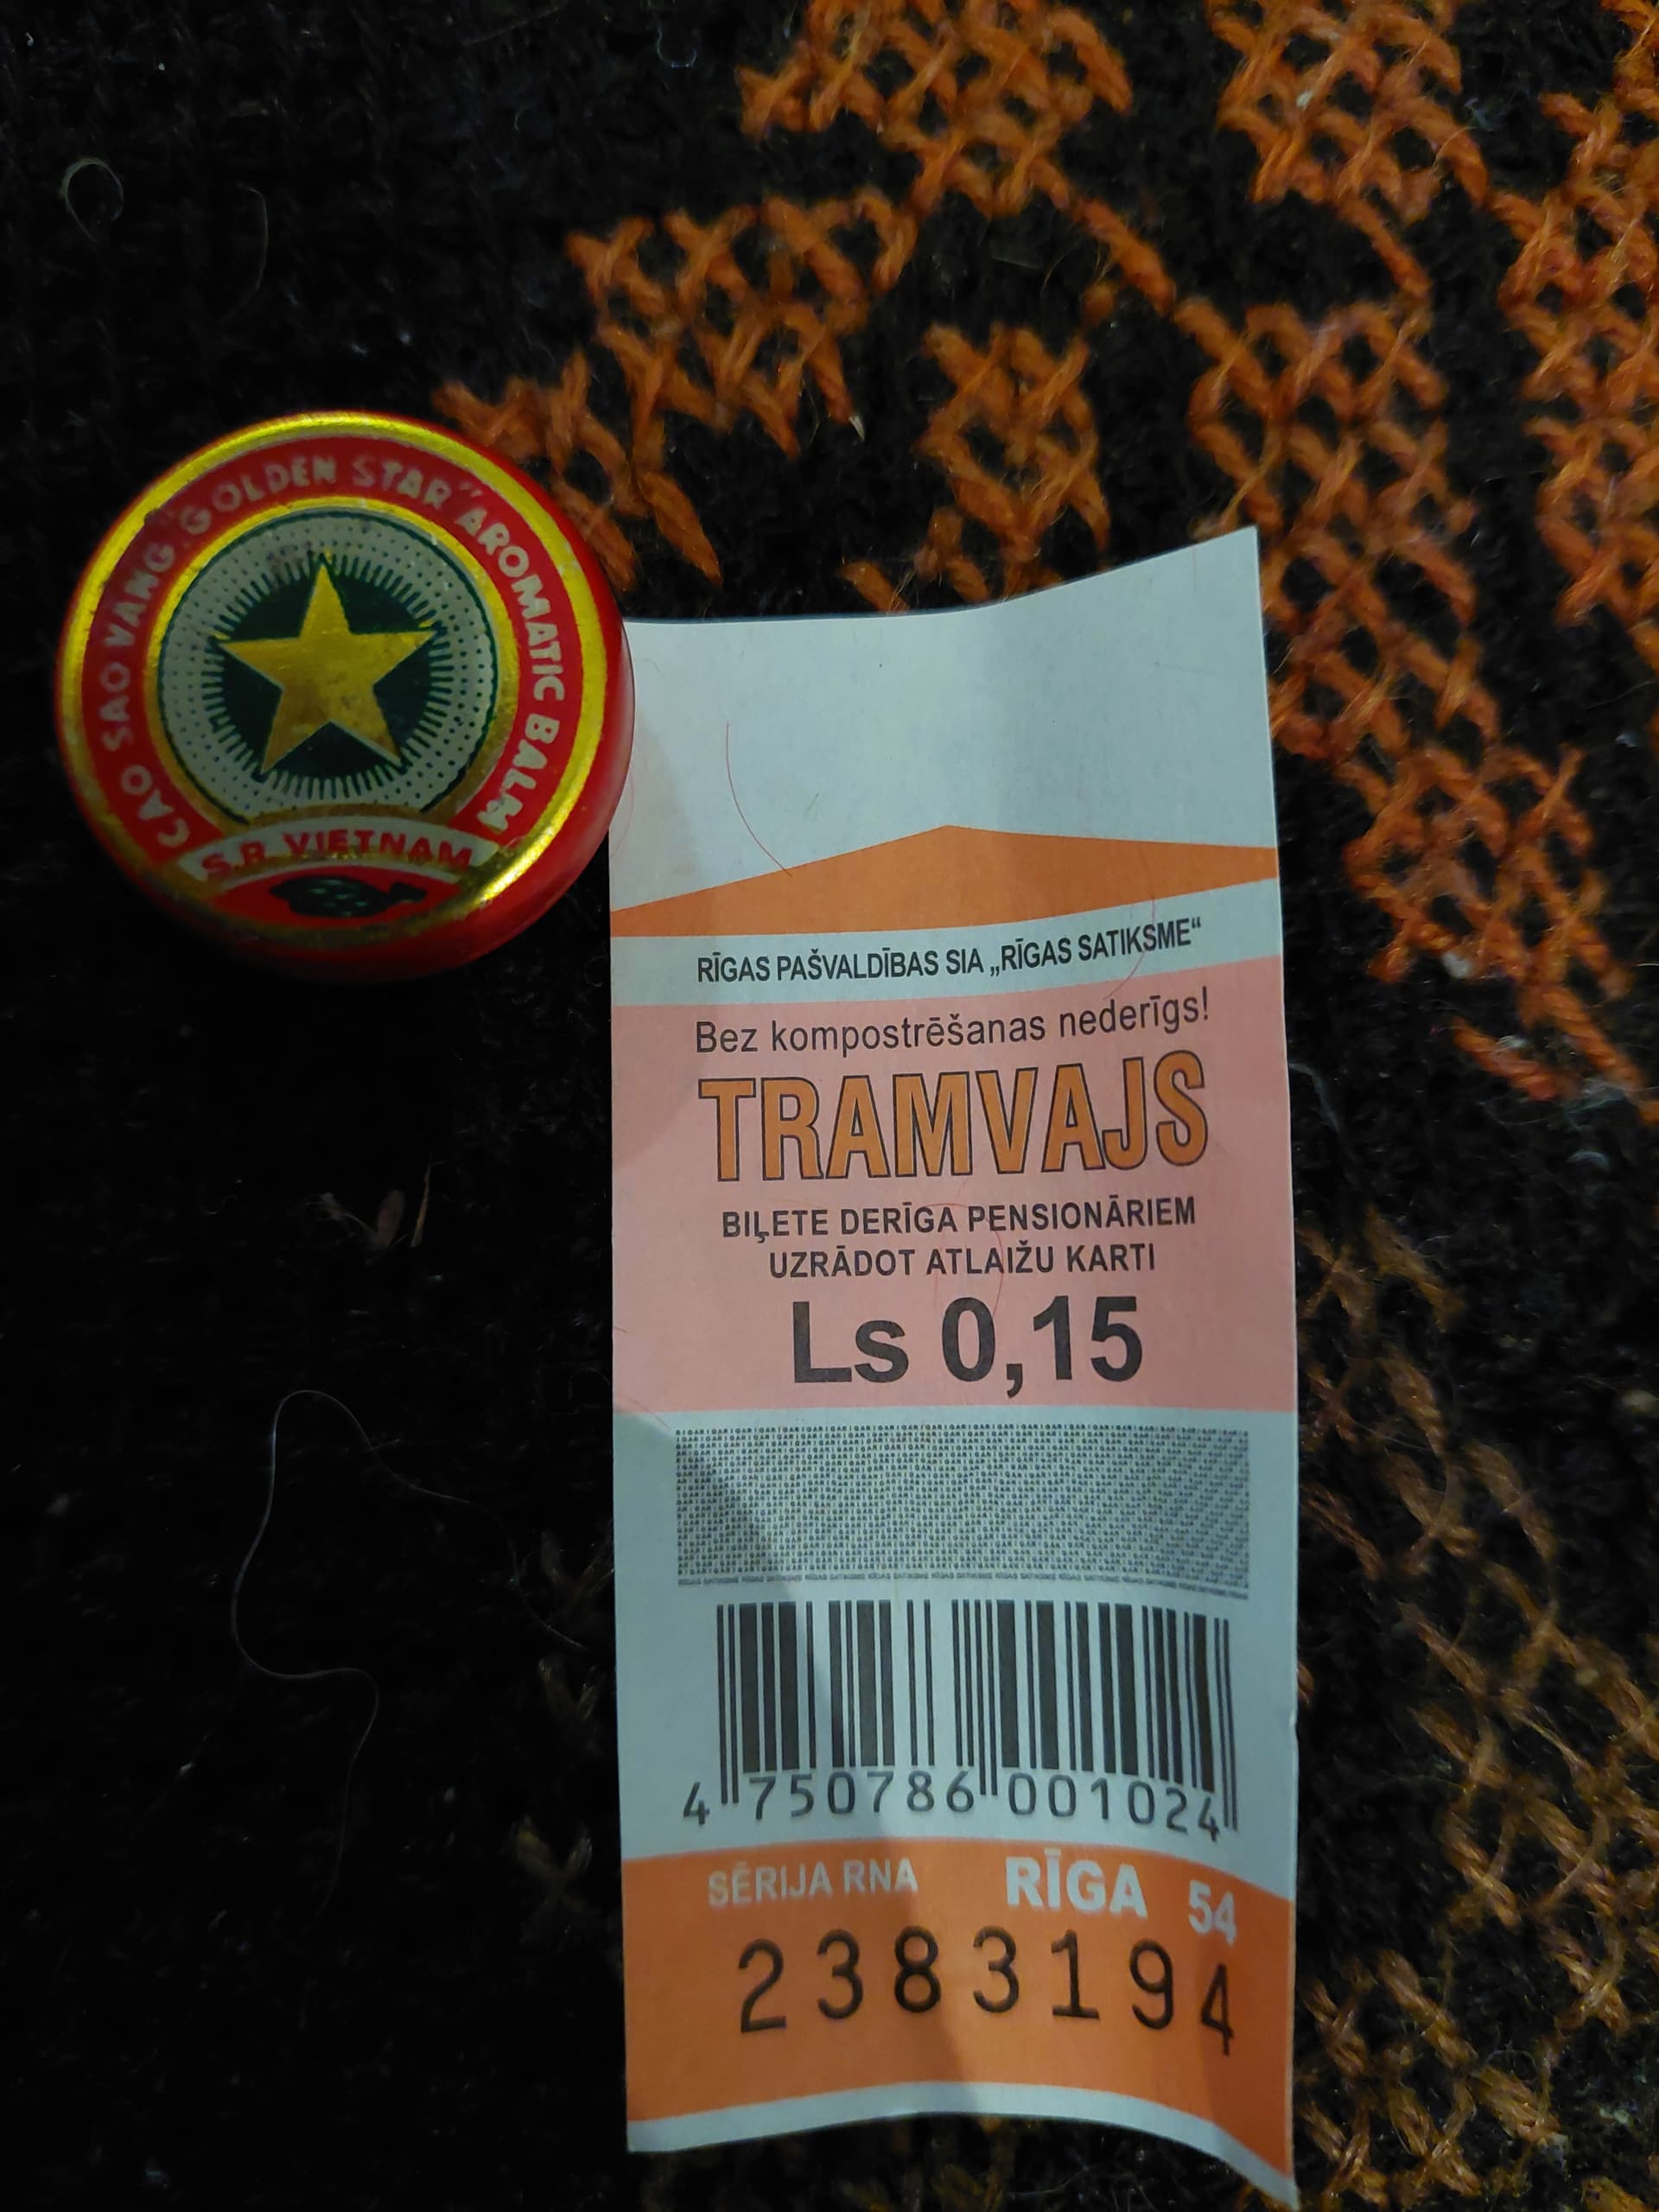 CAO SAO VÀNG "GOLDEN STAR" AROMATIC BALM
S.R. VIETNAM
RĪGAS PAŠVALDĪBAS SIA „RĪGAS SATIKSME“
Bez kompostrēšanas nederīgs!
TRAMVAJS
BIĻETE DERĪGA PENSIONĀRIEM
UZRĀDOT ATLAIŽU KARTI
Ls 0,15
4 750786 001024
SĒRIJA RNA RĪGA 54
2383194